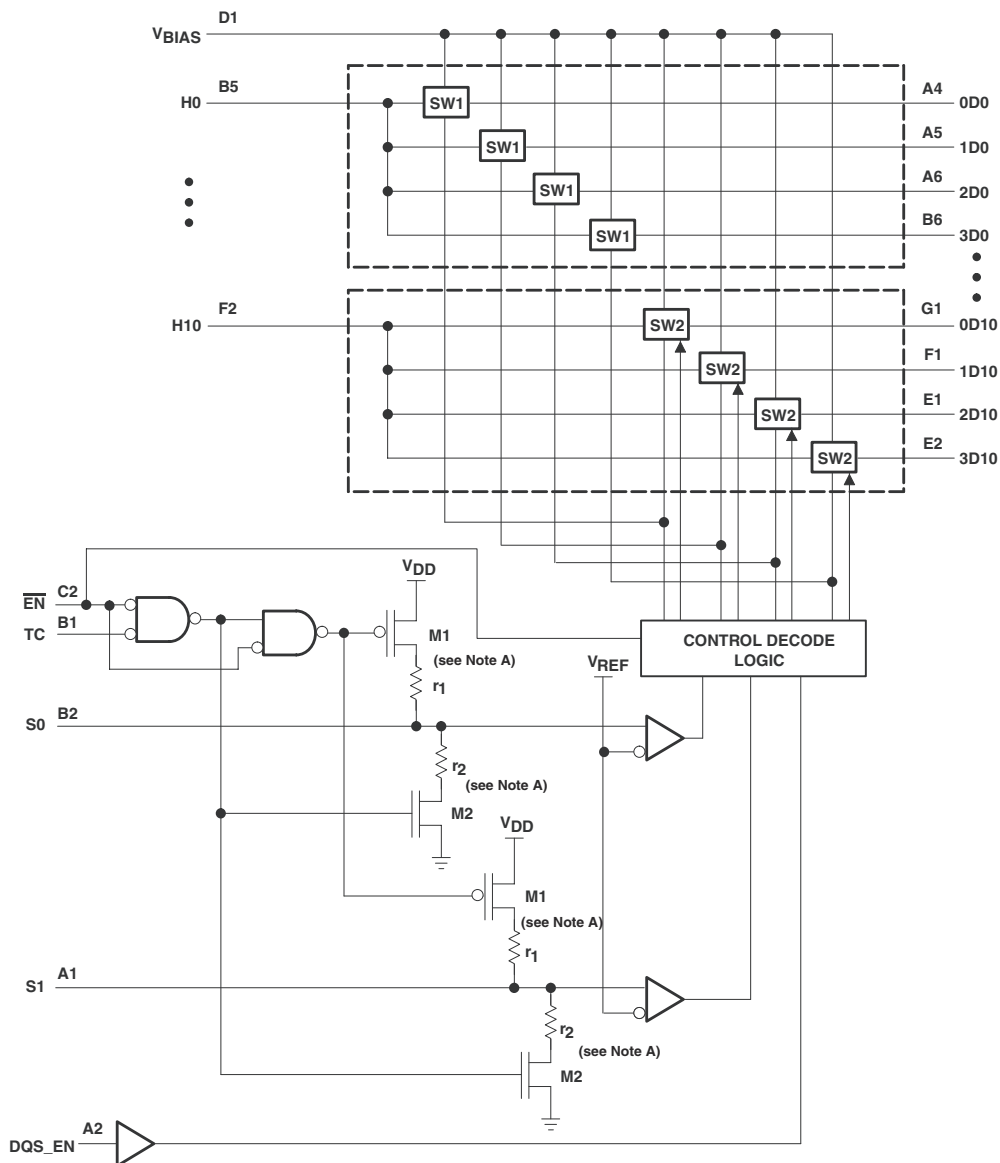 D1
VBIAS
B5
H0
SW1
A4
0D0
SW1
A5
1D0
SW1
A6
2D0
SW1
B6
3D0
F2
H10
SW2
G1
0D10
SW2
F1
1D10
SW2
E1
2D10
SW2
E2
3D10
VDD
EN
C2
TC
B1
M1
(see Note A)
r1
CONTROL DECODE
LOGIC
VREF
S0
B2
r2
(see Note A)
M2
VDD
M1
(see Note A)
r1
S1
A1
r2
(see Note A)
M2
DQS_EN
A2